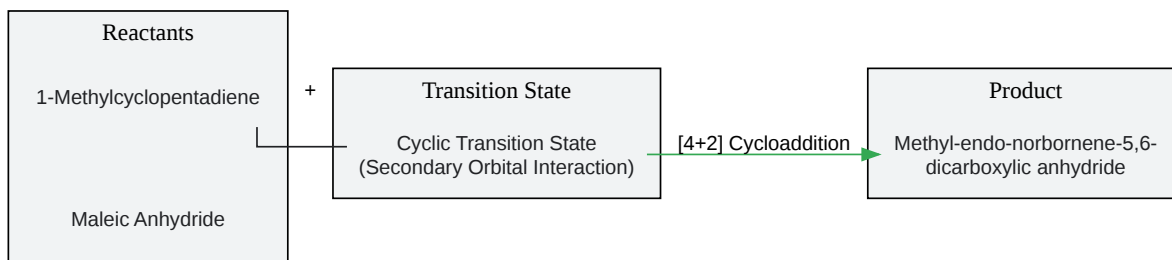 Reactants
1-Methylcyclopentadiene
Maleic Anhydride
+
Transition State
Cyclic Transition State
(Secondary Orbital Interaction)
[4+2] Cycloaddition
Product
Methyl-endo-norbornene-5,6-
dicarboxylic anhydride